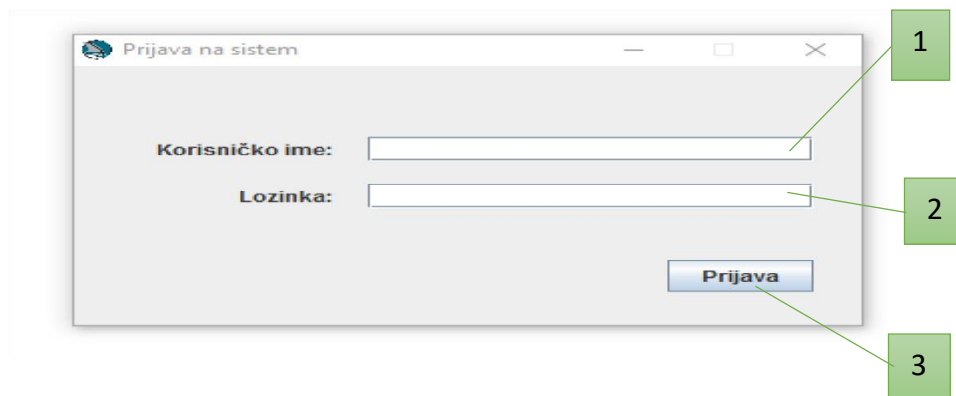 Prijava na sistem
1
Korisničko ime:
Lozinka:
2
Prijava
3